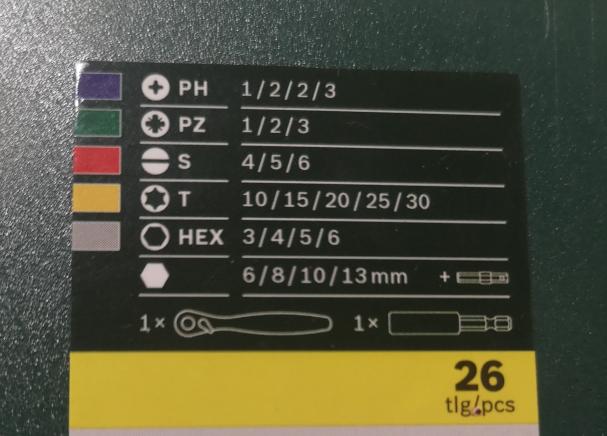 PH 1/2/2/3
PZ 1/2/3
S 4/5/6
T 10/15/20/25/30
HEX 3/4/5/6
6/8/10/13mm +
1× 1×
26
tlg/pcs